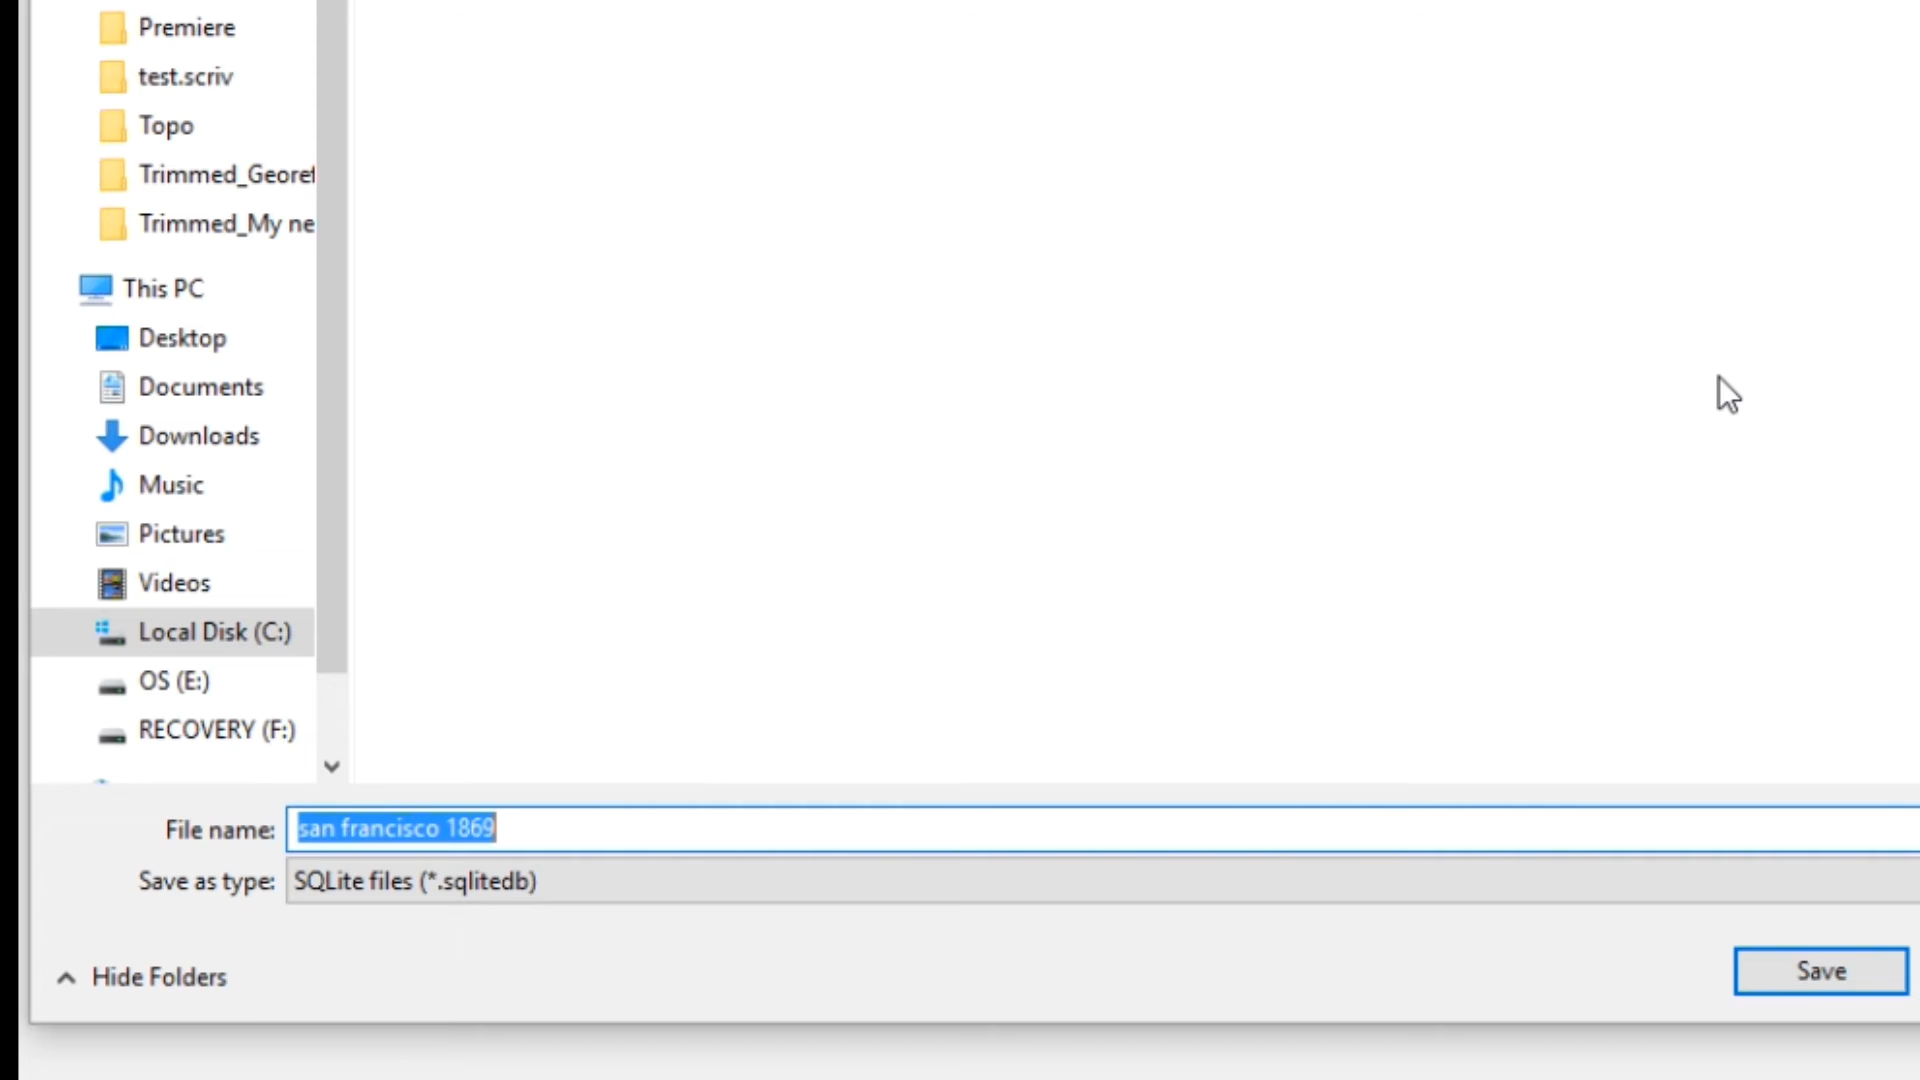 Premiere
test.scriv
Topo
Trimmed_Georef
Trimmed_My ne
This PC
Desktop
Documents
Downloads
Music
Pictures
Videos
Local Disk (C:)
OS (E:)
RECOVERY (F:)
File name: san francisco 1869
Save as type: SQLite files (*.sqlitedb)
Hide Folders
Save